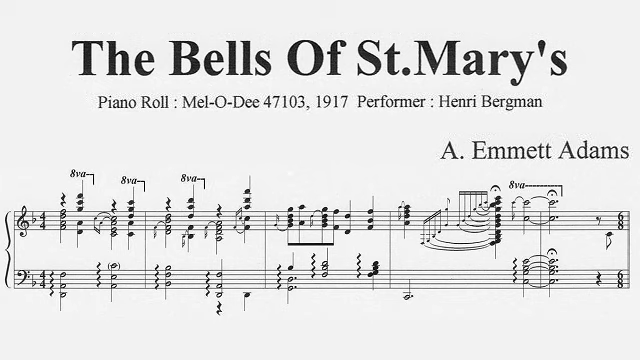 The Bells Of St.Mary's
Piano Roll : Mel-O-Dee 47103, 1917 Performer : Henri Bergman
A. Emmett Adams
8va 8va 8va 8va